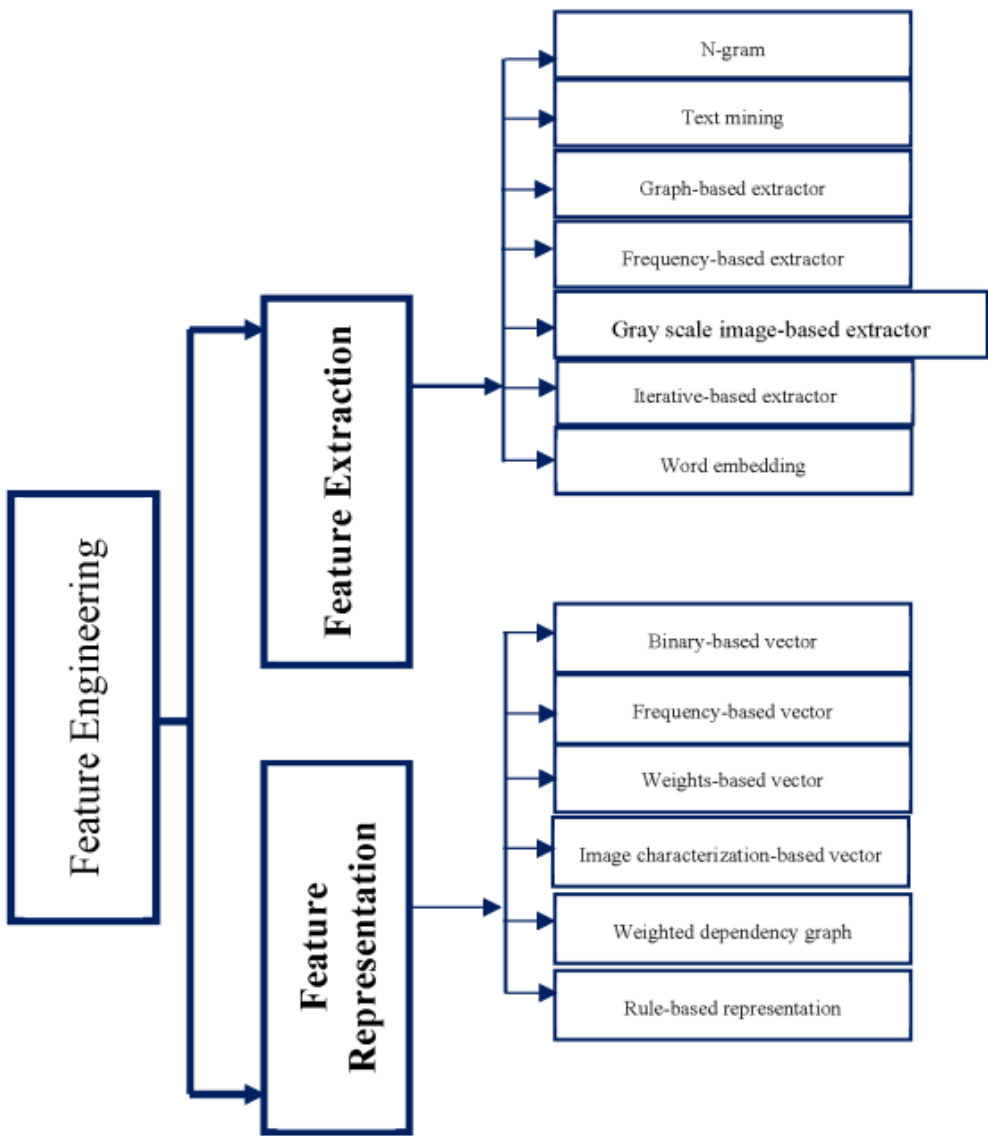 Feature Engineering
Feature Extraction
N-gram
Text mining
Graph-based extractor
Frequency-based extractor
Gray scale image-based extractor
Iterative-based extractor
Word embedding
Feature
Representation
Binary-based vector
Frequency-based vector
Weights-based vector
Image characterization-based vector
Weighted dependency graph
Rule-based representation